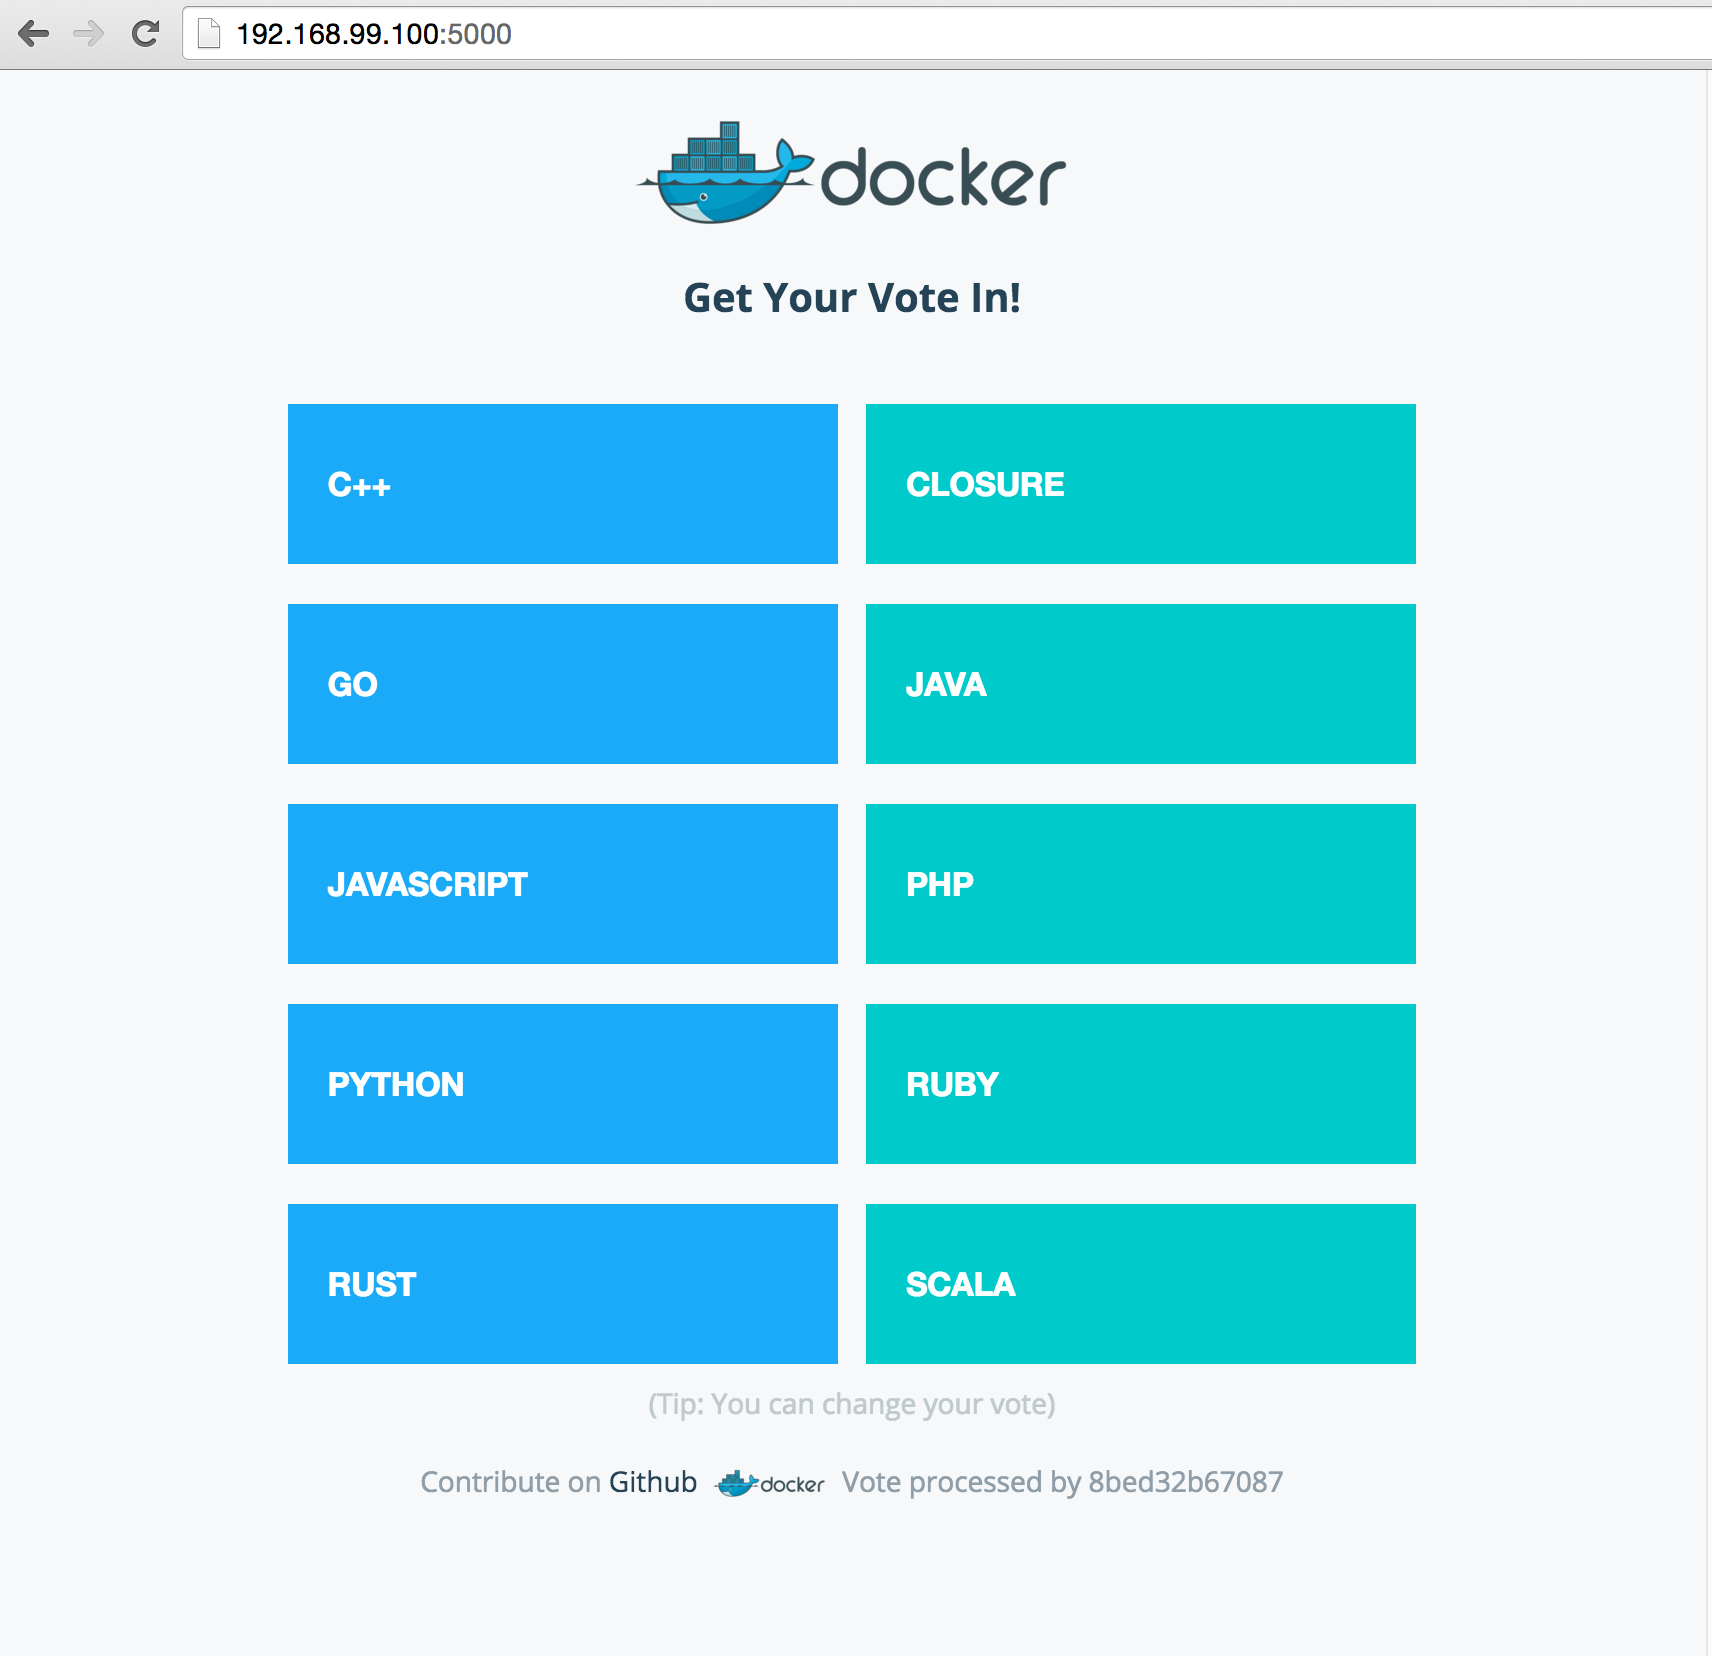 192.168.99.100:5000
docker
Get Your Vote In!
C++
CLOSURE
GO
JAVA
JAVASCRIPT
PHP
PYTHON
RUBY
RUST
SCALA
(Tip: You can change your vote)
Contribute on Github docker Vote processed by 8bed32b67087